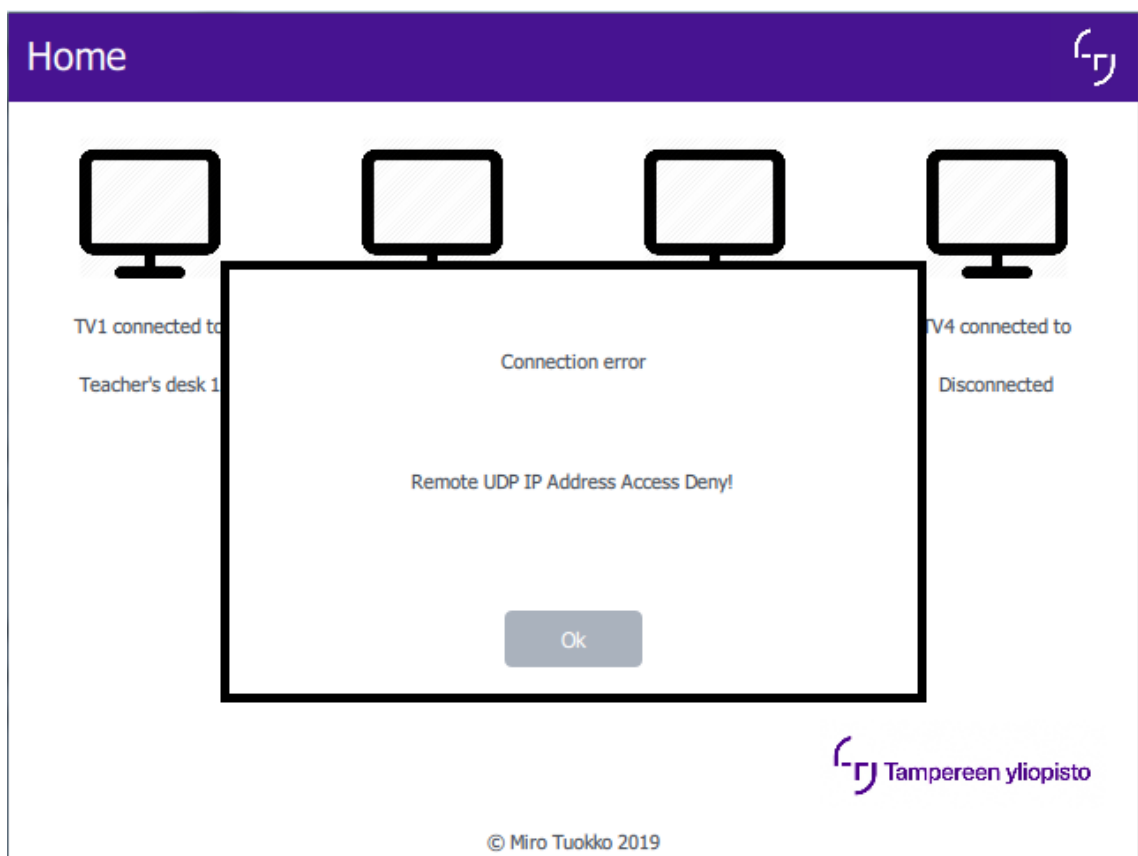 Home
TV1 connected to
TV4 connected to
Teacher's desk 1
Disconnected
Connection error
Remote UDP IP Address Access Deny!
Ok
Tampereen yliopisto
© Miro Tuokko 2019